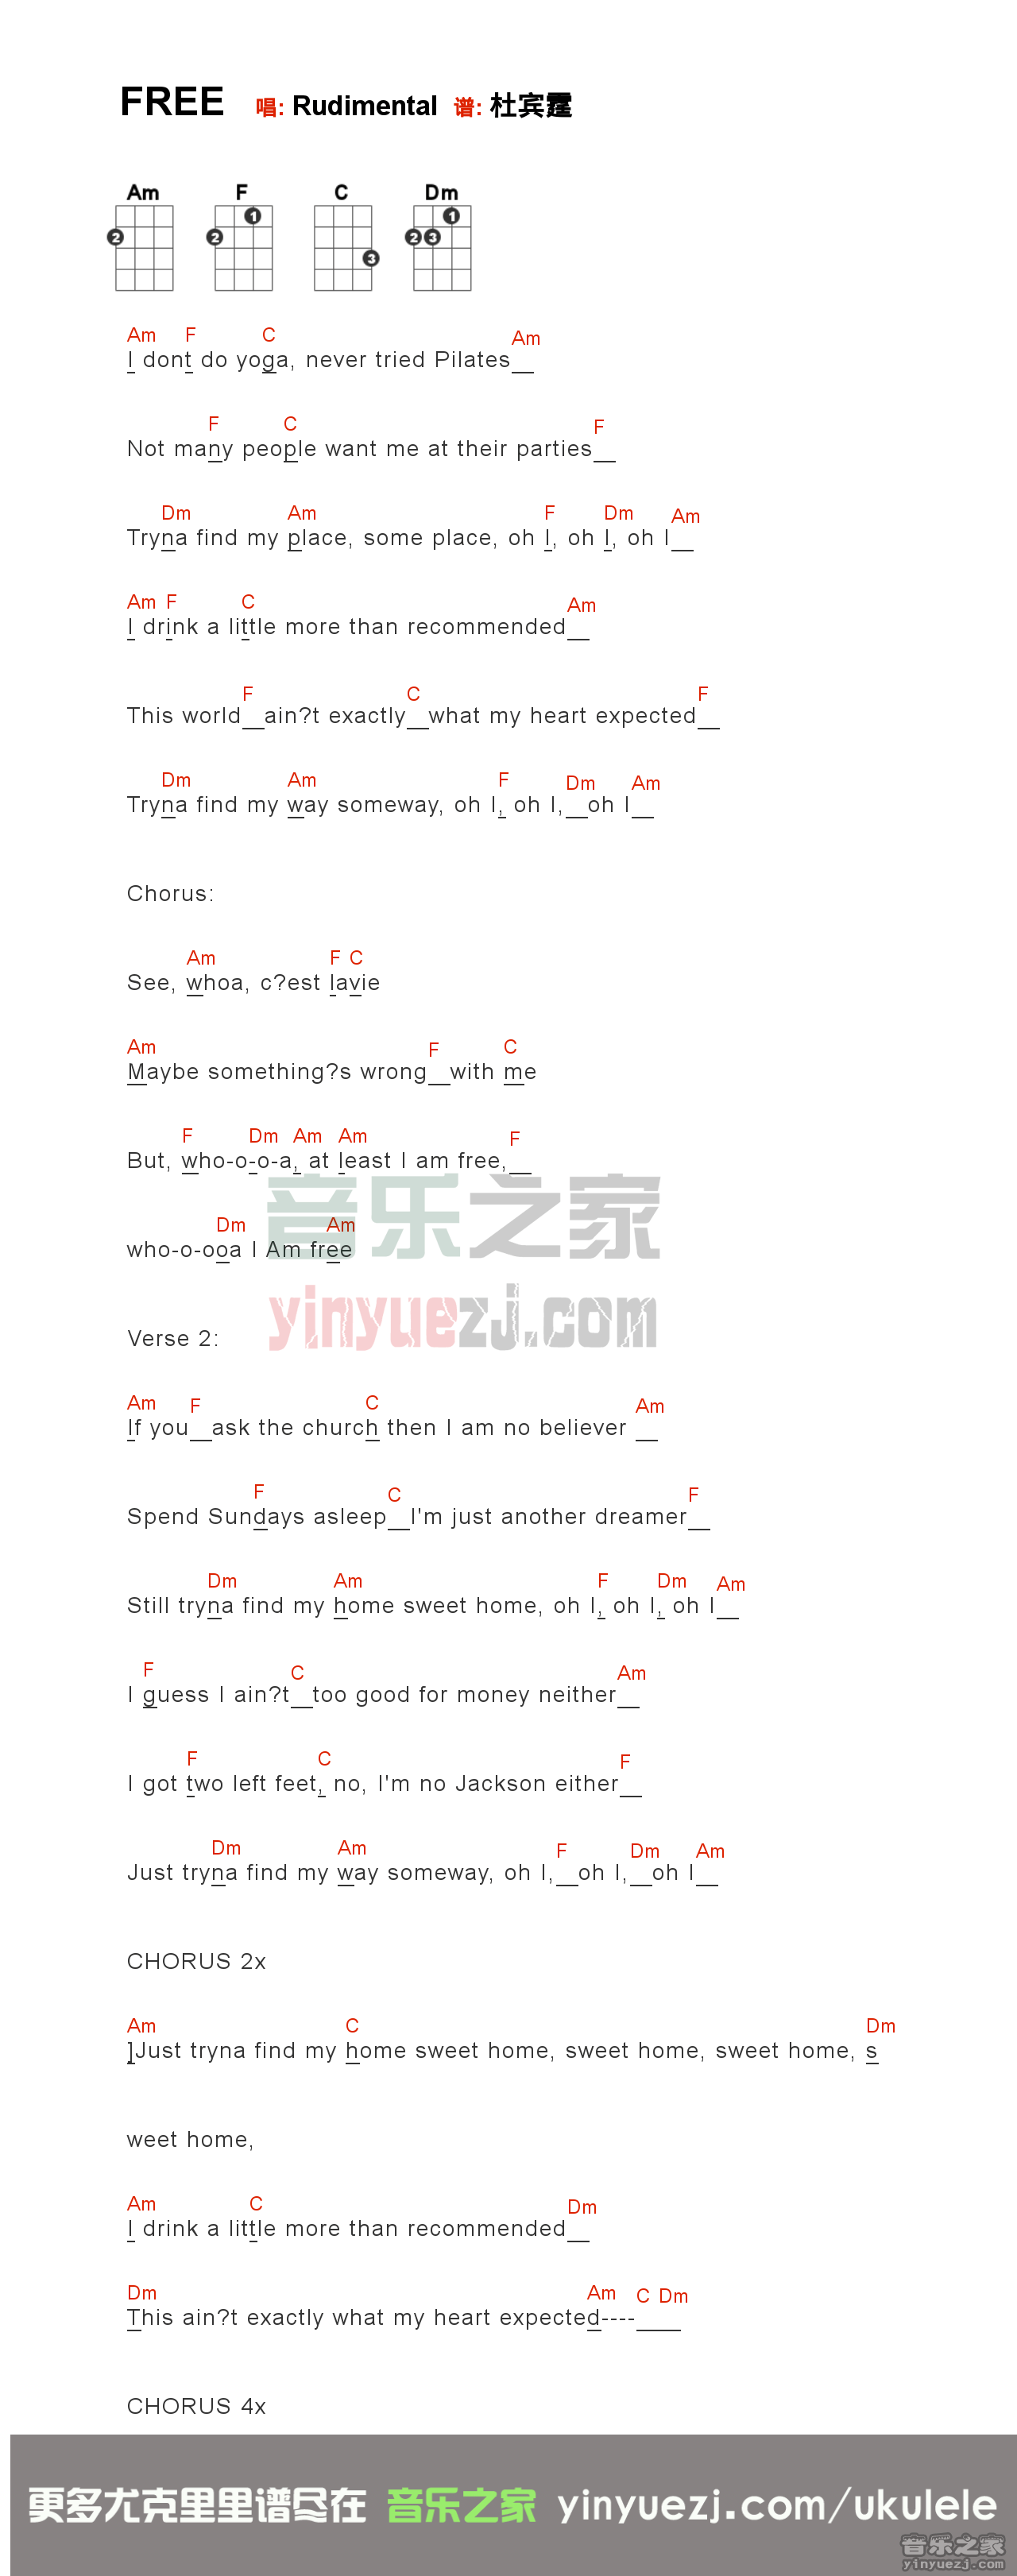 FREE 唱: Rudimental 谱: 杜宾霆
Am F C Dm
2 2 1 3 2 3 1
Am F C Am
I dont do yoga, never tried Pilates__
F C F
Not many people want me at their parties__
Dm Am F Dm Am
Tryna find my place, some place, oh I, oh I, oh I__
Am F C Am
I drink a little more than recommended__
F C F
This world__ain?t exactly__what my heart expected__
Dm Am F Dm Am
Tryna find my way someway, oh I, oh I,__oh I__
Chorus:
Am F C
See, whoa, c?est lavie
Am F C
Maybe something?s wrong__with me
F Dm Am Am F
But, who-o-o-a, at least I am free,__
Dm Am
who-o-ooa I Am free
音乐之家
yinyuezj.com
Verse 2:
Am F C Am
If you__ask the church then I am no believer __
F C F
Spend Sundays asleep__I'm just another dreamer__
Dm Am F Dm Am
Still tryna find my home sweet home, oh I, oh I, oh I__
F C Am
I guess I ain?t__too good for money neither__
F C F
I got two left feet, no, I'm no Jackson either__
Dm Am F Dm Am
Just tryna find my way someway, oh I,__oh I,__oh I__
CHORUS 2x
Am C Dm
]Just tryna find my home sweet home, sweet home, sweet home, s
weet home,
Am C Dm
I drink a little more than recommended__
Dm Am C Dm
This ain?t exactly what my heart expected----____
CHORUS 4x
更多尤克里里谱尽在 音乐之家 yinyuezj.com/ukulele
音乐之家
yinyuezj.com